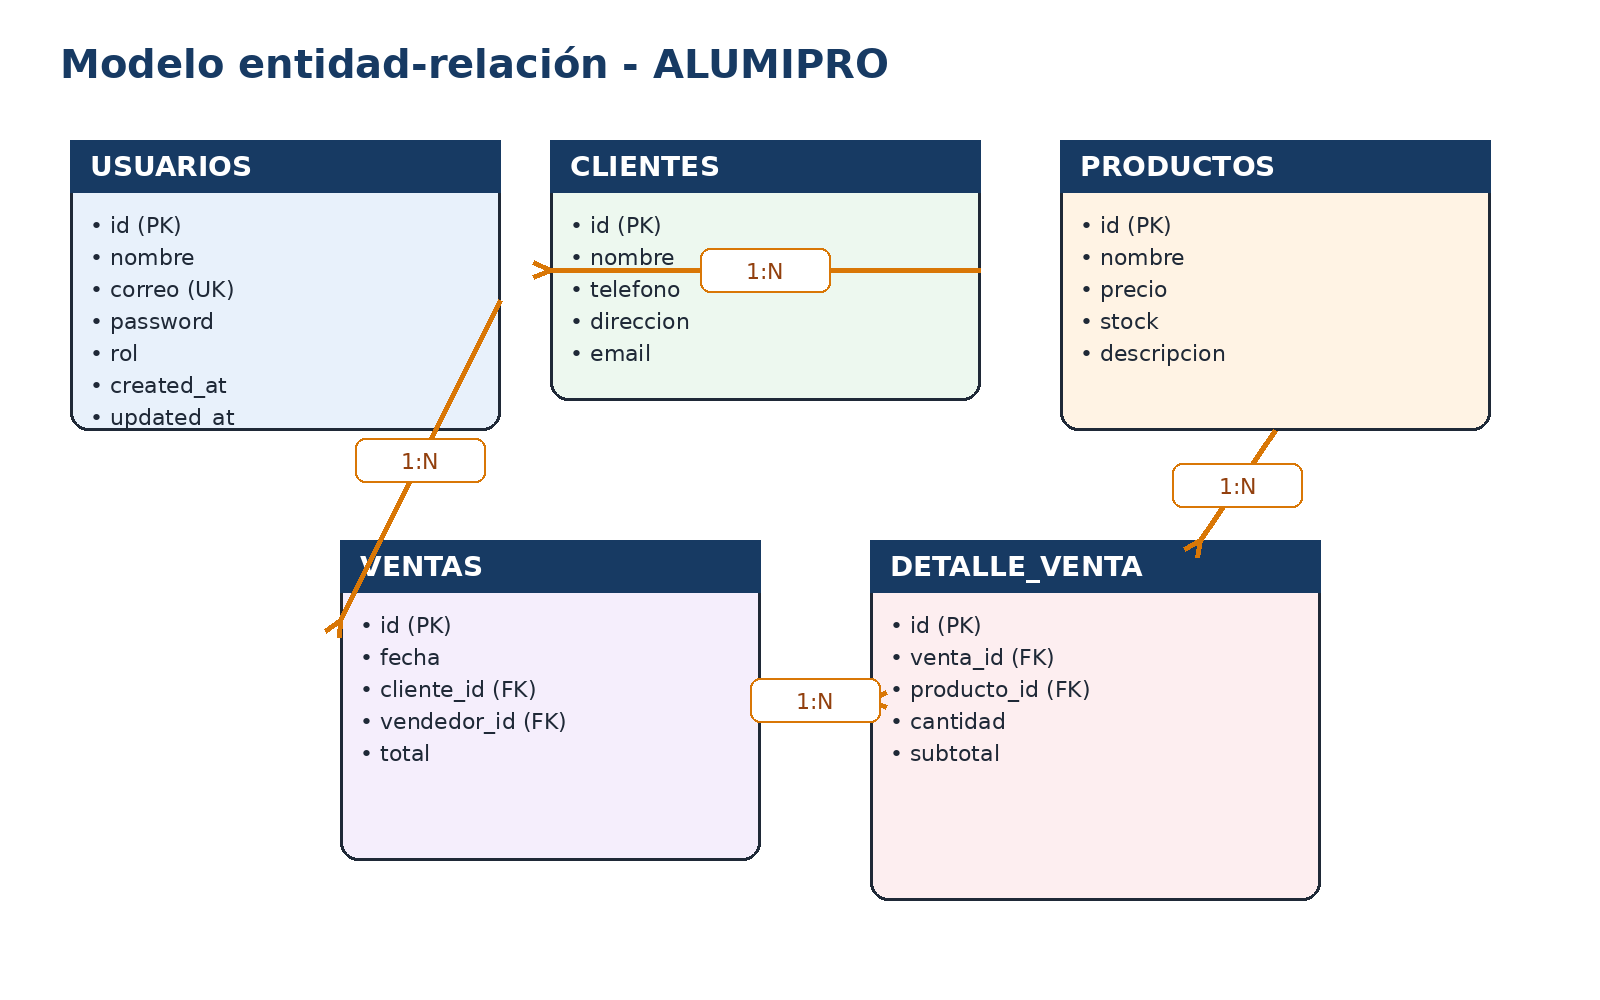 Modelo entidad-relación - ALUMIPRO
USUARIOS
• id (PK)
• nombre
• correo (UK)
• password
• rol
• created_at
• updated_at
CLIENTES
• id (PK)
• nombre
• telefono
• direccion
• email
1:N
PRODUCTOS
• id (PK)
• nombre
• precio
• stock
• descripcion
1:N
1:N
VENTAS
• id (PK)
• fecha
• cliente_id (FK)
• vendedor_id (FK)
• total
1:N
DETALLE_VENTA
• id (PK)
• venta_id (FK)
• producto_id (FK)
• cantidad
• subtotal